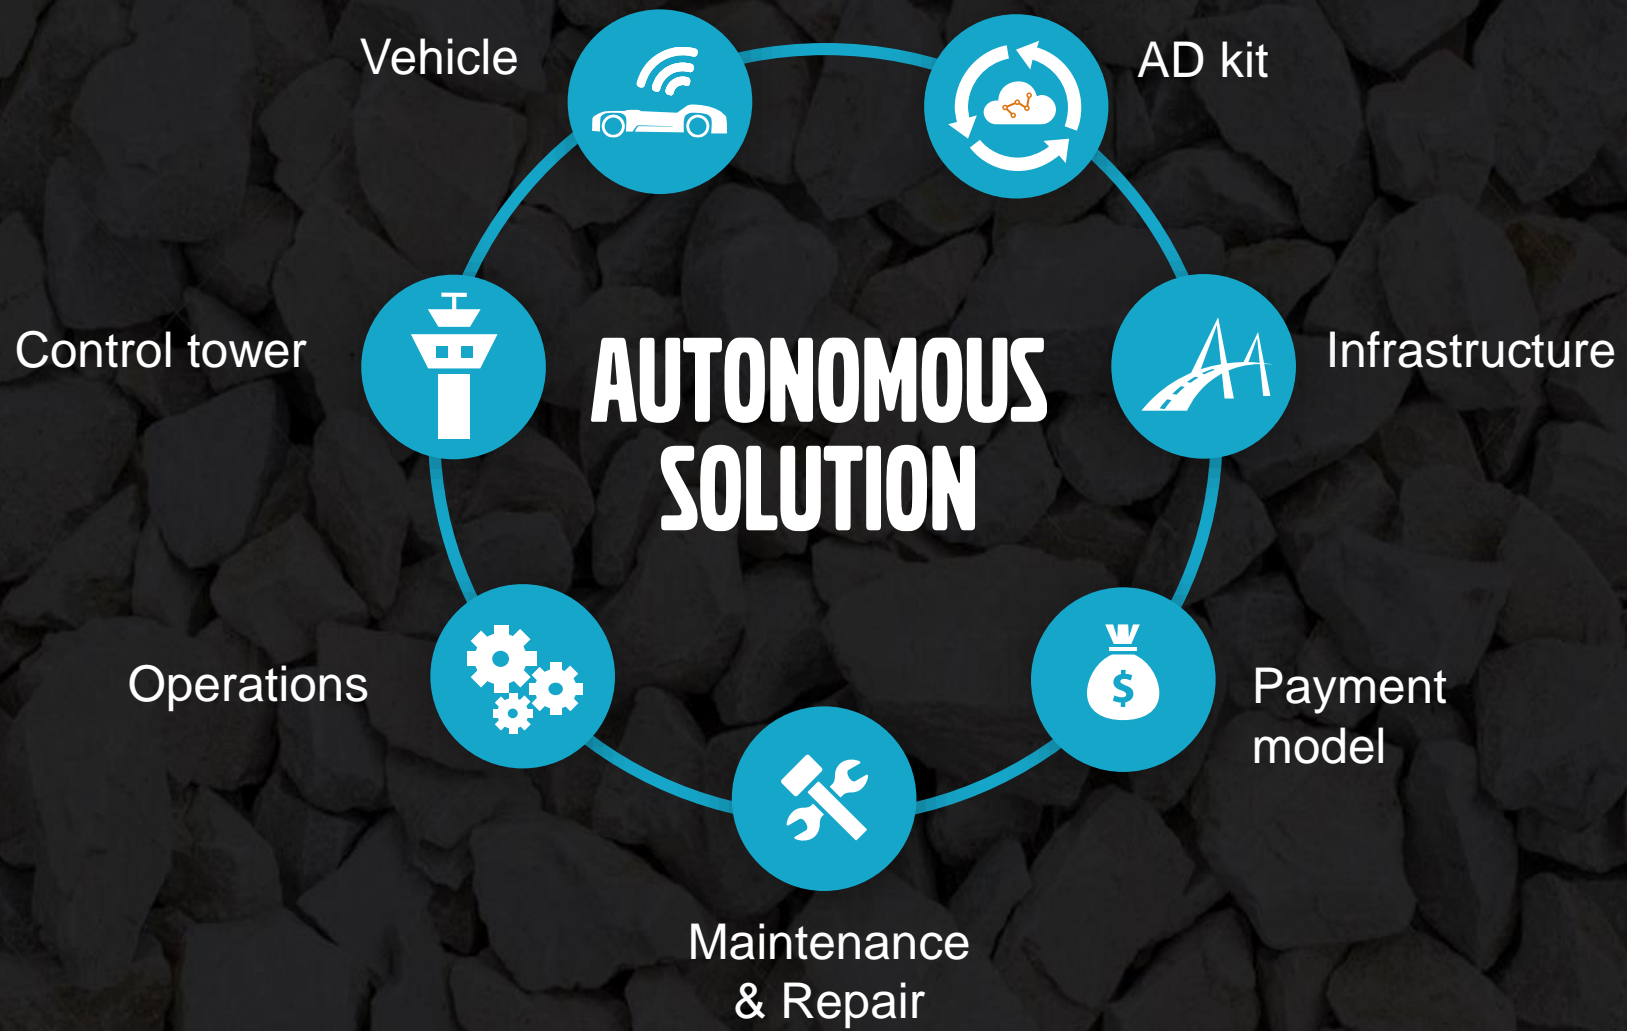 Vehicle
AD kit
Control tower
AUTONOMOUS
SOLUTION
Infrastructure
Operations
$
Payment
model
Maintenance
& Repair